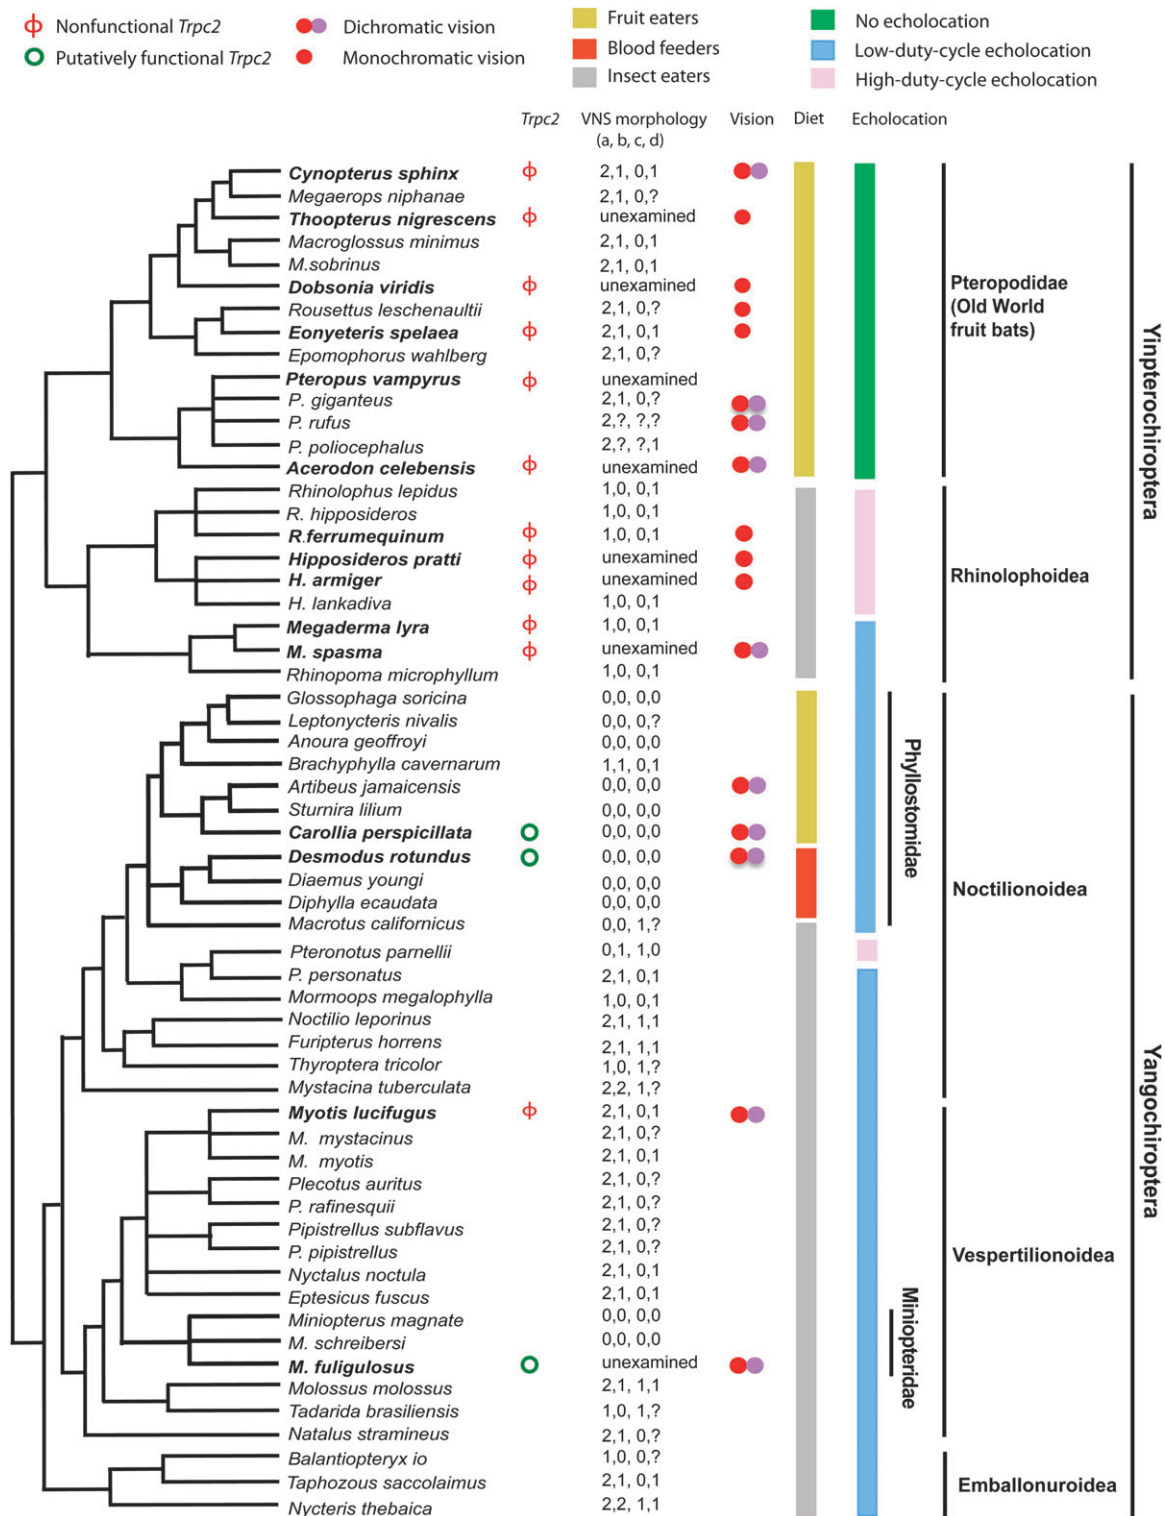 Nonfunctional Trpc2
Putatively functional Trpc2
Dichromatic vision
Monochromatic vision
Fruit eaters
Blood feeders
Insect eaters
No echolocation
Low-duty-cycle echolocation
High-duty-cycle echolocation
Trpc2 VNS morphology Vision Diet Echolocation
(a, b, c, d)
Cynopterus sphinx 2,1, 0,1
Megaerops niphanae 2,1, 0,?
Thoopterus nigrescens unexamined
Macroglossus minimus 2,1, 0,1
M.sobrinus 2,1, 0,1
Dobsonia viridis unexamined
Rousettus leschenaultii 2,1, 0,?
Eonyeteris spelaea 2,1, 0,1
Epomophorus wahlberg 2,1, 0,?
Pteropus vampyrus unexamined
P. giganteus 2,1, 0,?
P. rufus 2,?, ?,?
P. poliocephalus 2,?, ?,1
Acerodon celebensis unexamined
Rhinolophus lepidus 1,0, 0,1
R. hipposideros 1,0, 0,1
R.ferrumequinum 1,0, 0,1
Hipposideros pratti unexamined
H. armiger unexamined
H. lankadiva 1,0, 0,1
Megaderma lyra 1,0, 0,1
M. spasma unexamined
Rhinopoma microphyllum 1,0, 0,1
Glossophaga soricina 0,0, 0,0
Leptonycteris nivalis 0,0, 0,?
Anoura geoffroyi 0,0, 0,0
Brachyphylla cavernarum 1,1, 0,1
Artibeus jamaicensis 0,0, 0,0
Sturnira lilium 0,0, 0,0
Carollia perspicillata 0,0, 0,0
Desmodus rotundus 0,0, 0,0
Diaemus youngi 0,0, 0,0
Diphylla ecaudata 0,0, 0,0
Macrotus californicus 0,0, 1,?
Pteronotus parnellii 0,1, 1,0
P. personatus 2,1, 0,1
Mormoops megalophylla 1,0, 0,1
Noctilio leporinus 2,1, 1,1
Furipterus horrens 2,1, 1,1
Thyroptera tricolor 1,0, 1,?
Mystacina tuberculata 2,2, 1,?
Myotis lucifugus 2,1, 0,1
M. mystacinus 2,1, 0,?
M. myotis 2,1, 0,1
Plecotus auritus 2,1, 0,?
P. rafinesquii 2,1, 0,?
Pipistrellus subflavus 2,1, 0,?
P. pipistrellus 2,1, 0,?
Nyctalus noctula 2,1, 0,1
Eptesicus fuscus 2,1, 0,1
Miniopterus magnate 0,0, 0,0
M. schreibersi 0,0, 0,0
M. fuligulosus unexamined
Molossus molossus 2,1, 1,1
Tadarida brasiliensis 1,0, 1,?
Natalus stramineus 2,1, 0,?
Balantiopteryx io 1,0, 0,?
Taphozous saccolaimus 2,1, 0,1
Nycteris thebaica 2,2, 1,1
Pteropodidae
(Old World
fruit bats)
Rhinolophoidea
Yinpterochiroptera
Phyllostomidae
Noctilionoidea
Vespertilionoidea
Miniopteridae
Emballonuroidea
Yangochiroptera